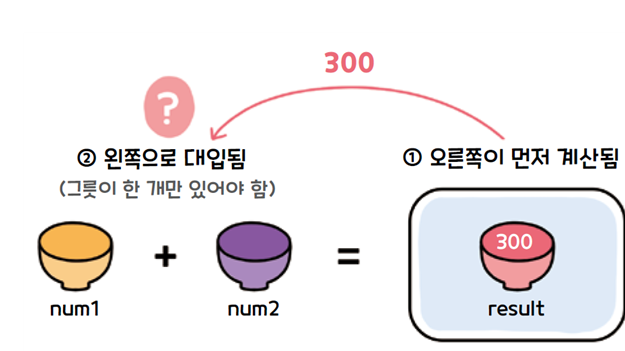 300
?
② 왼쪽으로 대입됨
① 오른쪽이 먼저 계산됨
(그릇이 한 개만 있어야 함)
+ = 300
num1 num2 result